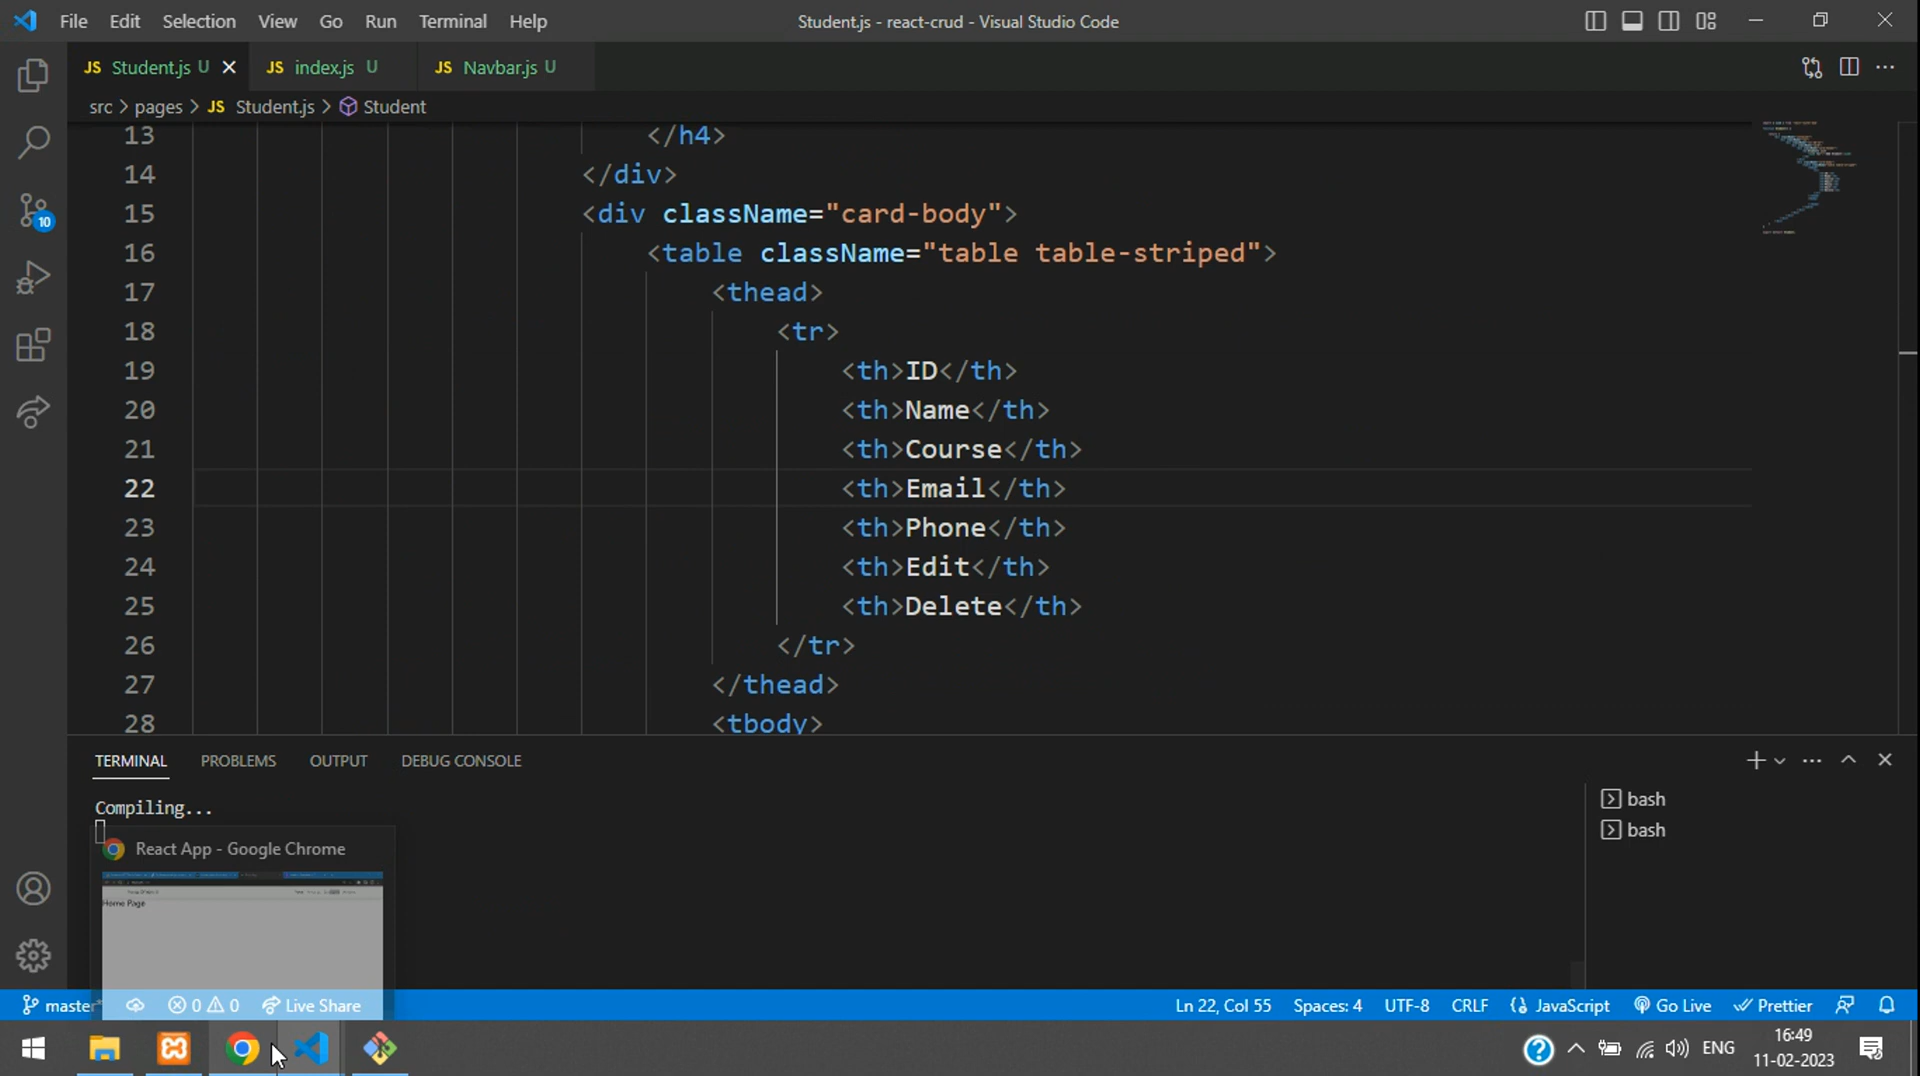 File Edit Selection View Go Run Terminal Help
Student.js - react-crud - Visual Studio Code
JS Student.js U
JS index.js U
JS Navbar.js U
src > pages > JS Student.js > Student
13 </h4>
14 </div>
15 <div className="card-body">
16 <table className="table table-striped">
17 <thead>
18 <tr>
19 <th>ID</th>
20 <th>Name</th>
21 <th>Course</th>
22 <th>Email</th>
23 <th>Phone</th>
24 <th>Edit</th>
25 <th>Delete</th>
26 </tr>
27 </thead>
28 <tbody>
10
TERMINAL PROBLEMS OUTPUT DEBUG CONSOLE
Compiling...
bash
bash
React App - Google Chrome
Home Page
master* 0 0 Live Share
Ln 22, Col 55 Spaces: 4 UTF-8 CRLF JavaScript Go Live Prettier
ENG
16:49
11-02-2023